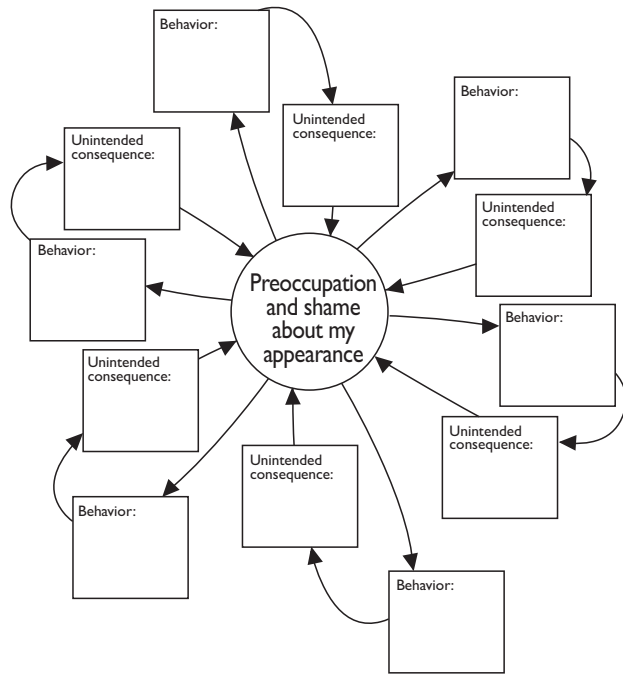 Behavior:
Unintended
consequence:
Behavior:
Unintended
consequence:
Unintended
consequence:
Behavior:
Preoccupation
and shame
about my
appearance
Behavior:
Unintended
consequence:
Unintended
consequence:
Unintended
consequence:
Behavior:
Behavior: